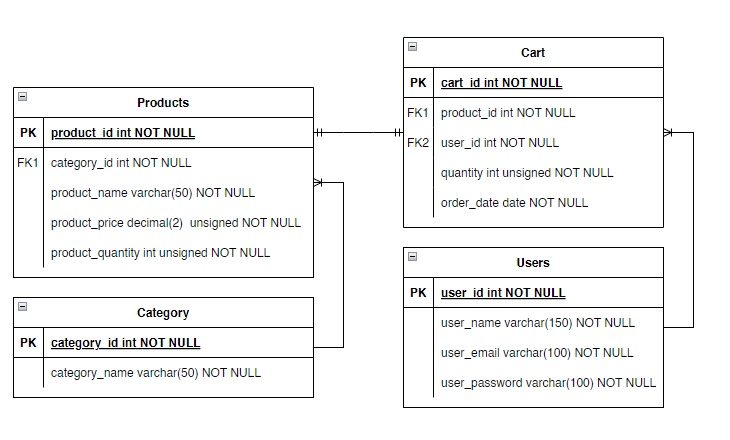 Products
PK product_id int NOT NULL
FK1 category_id int NOT NULL
product_name varchar(50) NOT NULL
product_price decimal(2) unsigned NOT NULL
product_quantity int unsigned NOT NULL
Category
PK category_id int NOT NULL
category_name varchar(50) NOT NULL
Cart
PK cart_id int NOT NULL
FK1 product_id int NOT NULL
FK2 user_id int NOT NULL
quantity int unsigned NOT NULL
order_date date NOT NULL
Users
PK user_id int NOT NULL
user_name varchar(150) NOT NULL
user_email varchar(100) NOT NULL
user_password varchar(100) NOT NULL